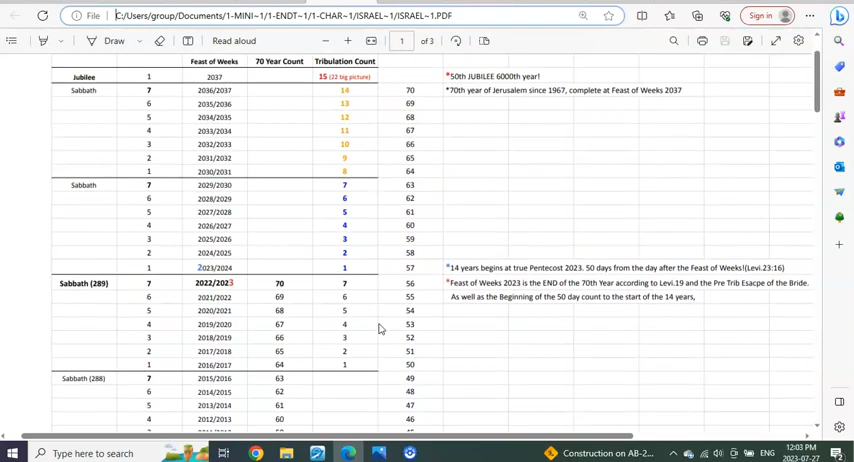 File C:/Users/group/Documents/1-MINI~1/1-ENDT~1/1-CHAR~1/ISRAEL~1/ISRAEL~1.PDF Sign in
Draw Read aloud 1 of 3
Feast of Weeks 70 Year Count Tribulation Count
Jubilee 1 2037 15 (22 big picture) *50th JUBILEE 6000th year!
Sabbath 7 2036/2037 14 70 *70th year of Jerusalem since 1967, complete at Feast of Weeks 2037
6 2035/2036 13 69
5 2034/2035 12 68
4 2033/2034 11 67
3 2032/2033 10 66
2 2031/2032 9 65
1 2030/2031 8 64
Sabbath 7 2029/2030 7 63
6 2028/2029 6 62
5 2027/2028 5 61
4 2026/2027 4 60
3 2025/2026 3 59
2 2024/2025 2 58
1 2023/2024 1 57 *14 years begins at true Pentecost 2023. 50 days from the day after the Feast of Weeks!(Levi.23:16)
Sabbath (289) 7 2022/2023 70 7 56 *Feast of Weeks 2023 is the END of the 70th Year according to Levi.19 and the Pre Trib Esacpe of the Bride.
6 2021/2022 69 6 55 As well as the Beginning of the 50 day count to the start of the 14 years,
5 2020/2021 68 5 54
4 2019/2020 67 4 53
3 2018/2019 66 3 52
2 2017/2018 65 2 51
1 2016/2017 64 1 50
Sabbath (288) 7 2015/2016 63 49
6 2014/2015 62 48
5 2013/2014 61 47
4 2012/2013 60 46
Type here to search Construction on AB-2... ENG 12:03 PM
2023-07-27